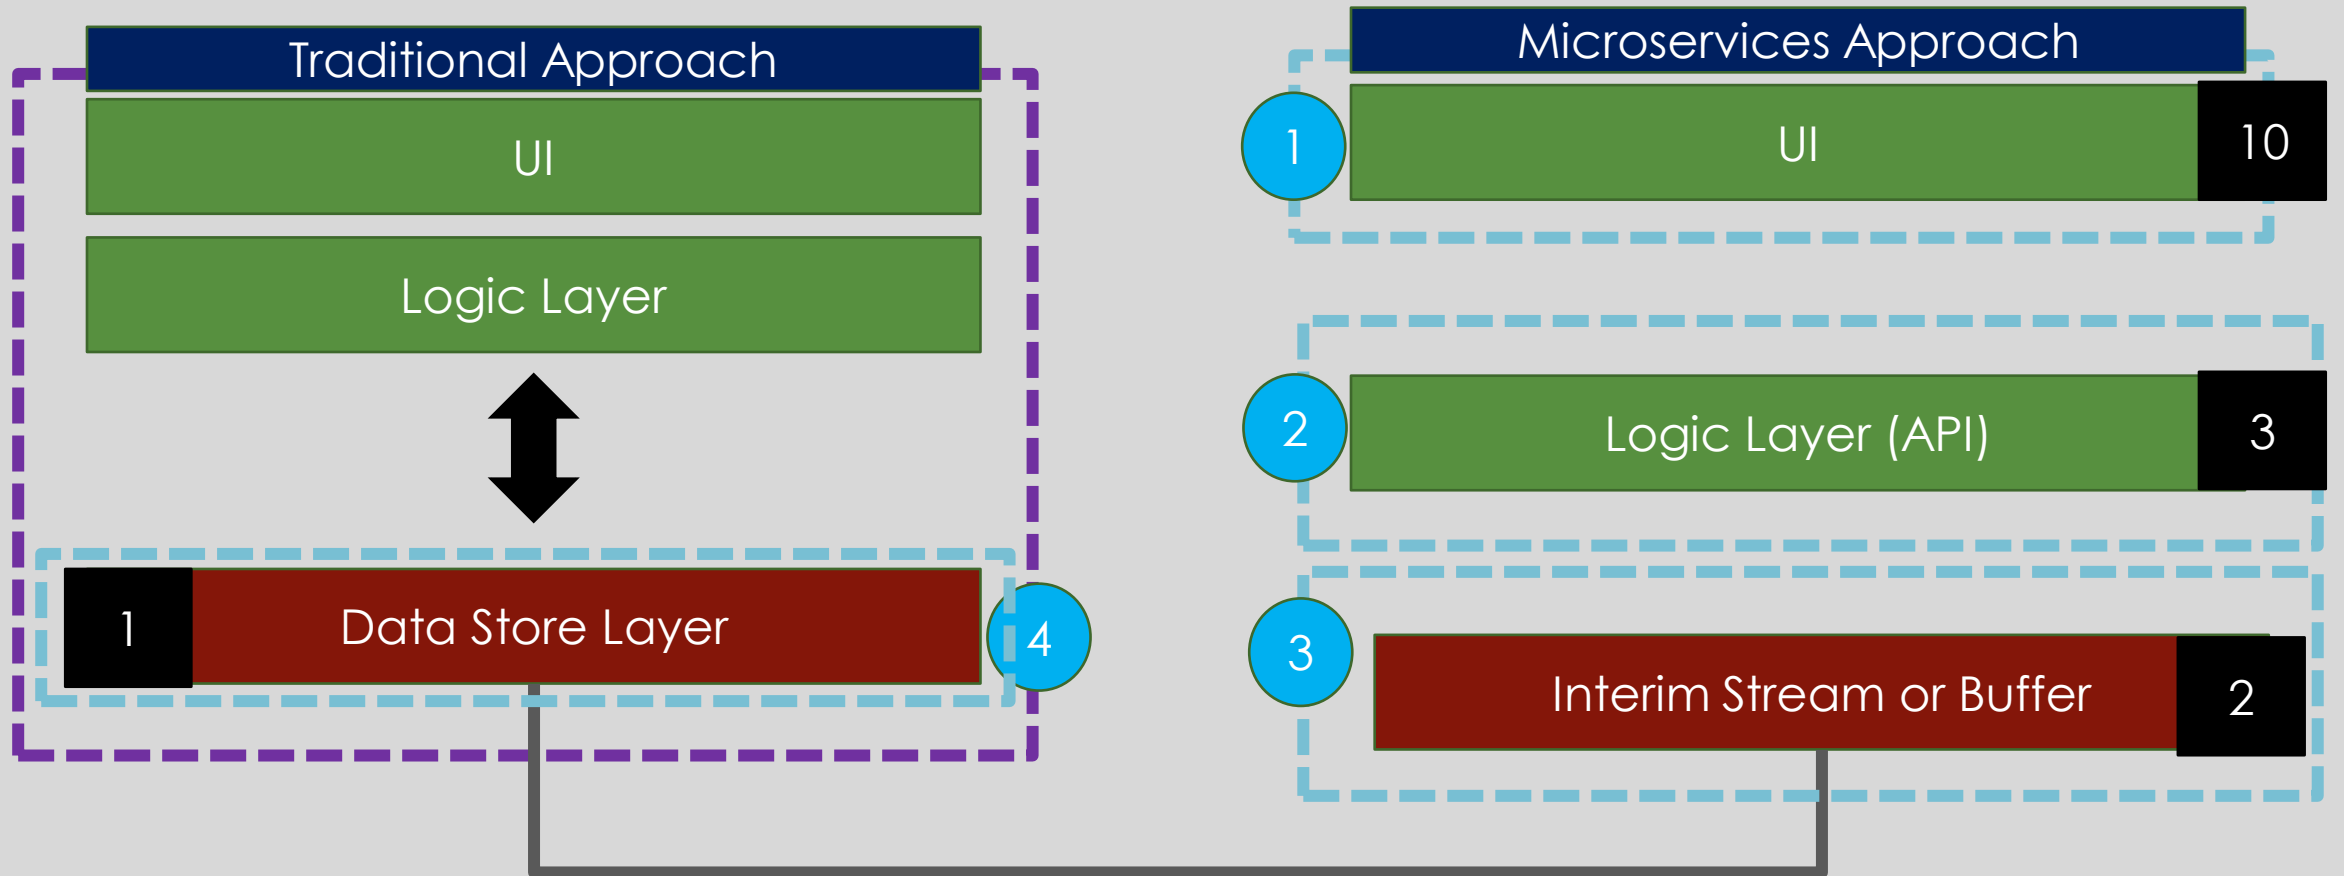 Traditional Approach
UI
Logic Layer
1
Data Store Layer
4
Microservices Approach
1
UI
10
2
Logic Layer (API)
3
3
Interim Stream or Buffer
2